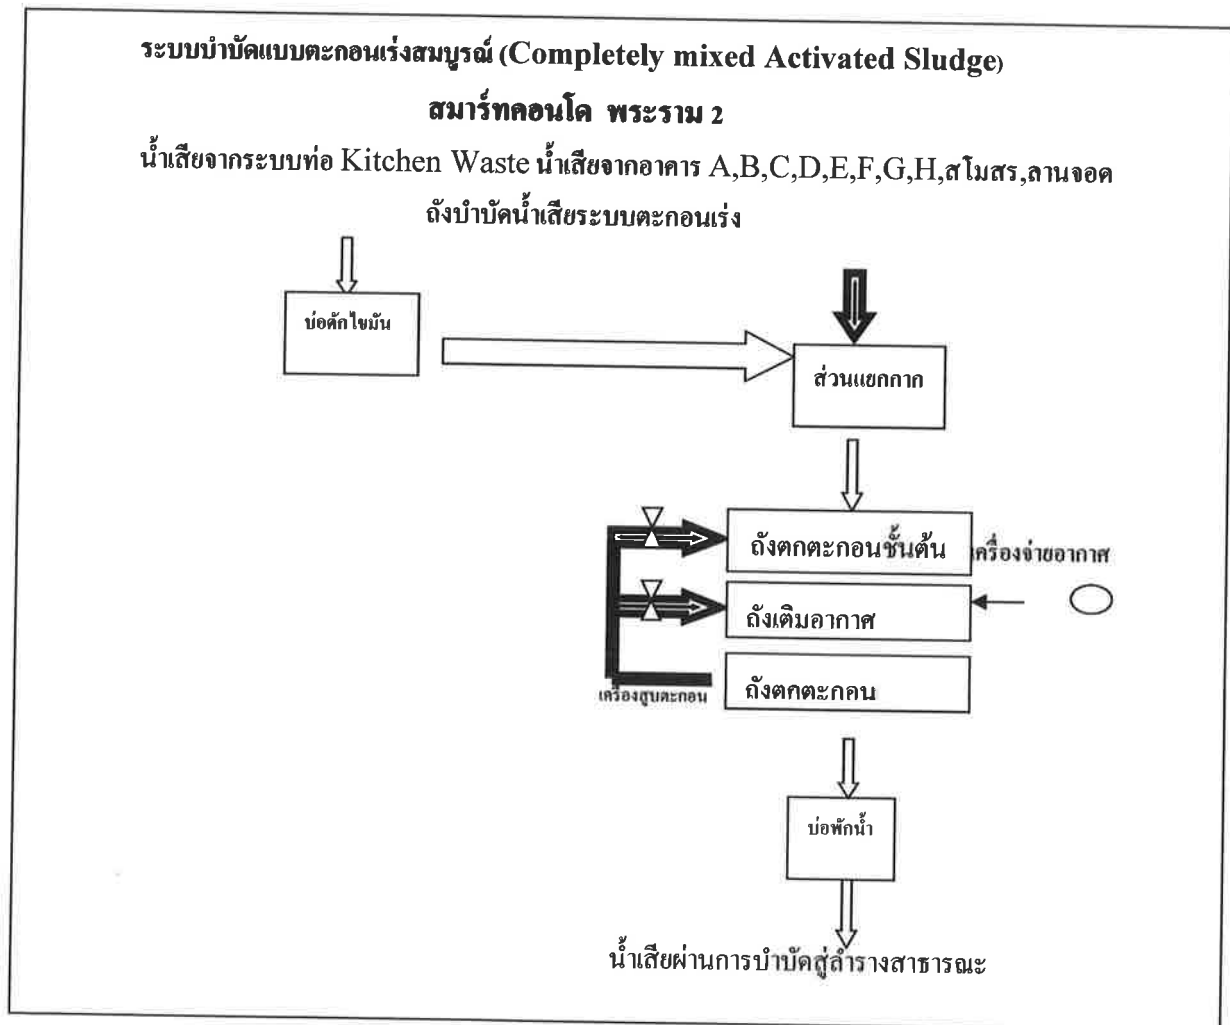 ระบบบำบัดแบบตะกอนเร่งสมบูรณ์ (Completely mixed Activated Sludge)
สมาร์ทคอนโด พระราม 2
น้ำเสียจากระบบท่อ Kitchen Waste น้ำเสียจากอาคาร A,B,C,D,E,F,G,H,สโมสร,ลานจอด
ถังบำบัดน้ำเสียระบบตะกอนเร่ง
บ่อดักไขมัน
ส่วนแยกกาก
ถังตกตะกอนชั้นต้น
เครื่องจ่ายอากาศ
ถังเติมอากาศ
ถังตกตะกอน
เครื่องสูบตะกอน
บ่อพักน้ำ
น้ำเสียผ่านการบำบัดสู่ลำรางสาธารณะ